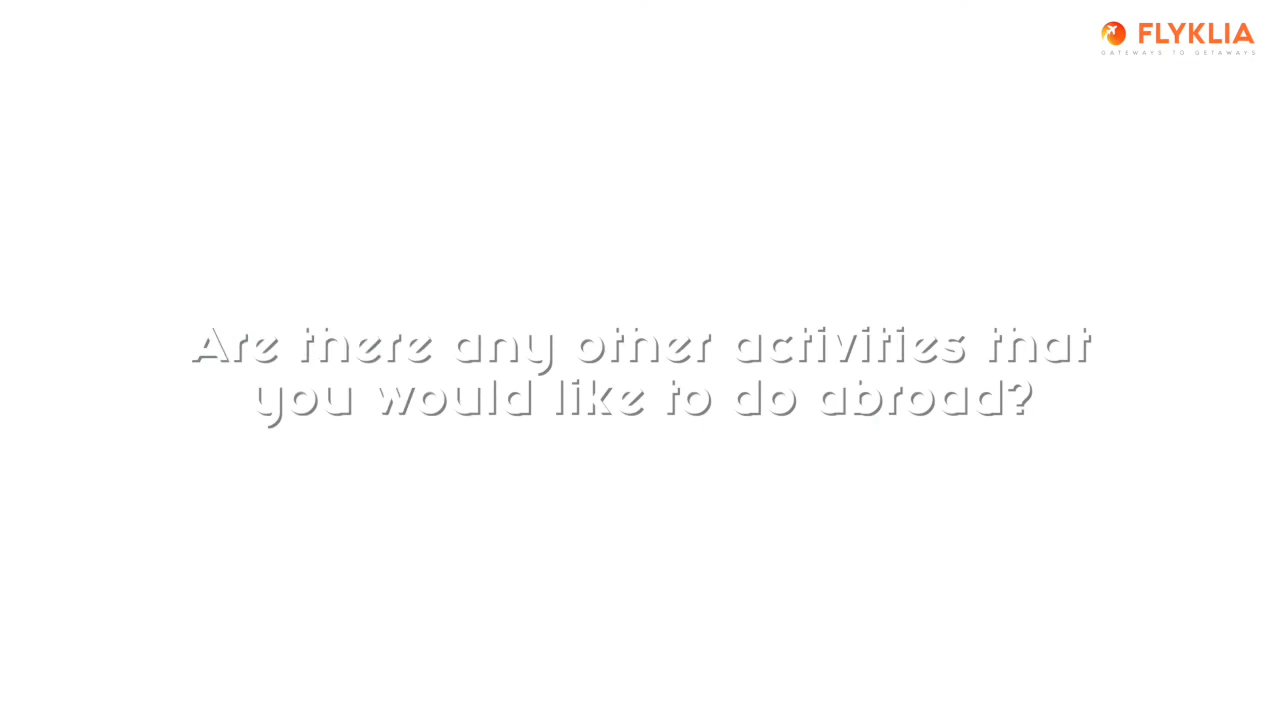 FLYKLIA
GATEWAYS TO GETAWAYS
Are there any other activities that
you would like to do abroad?